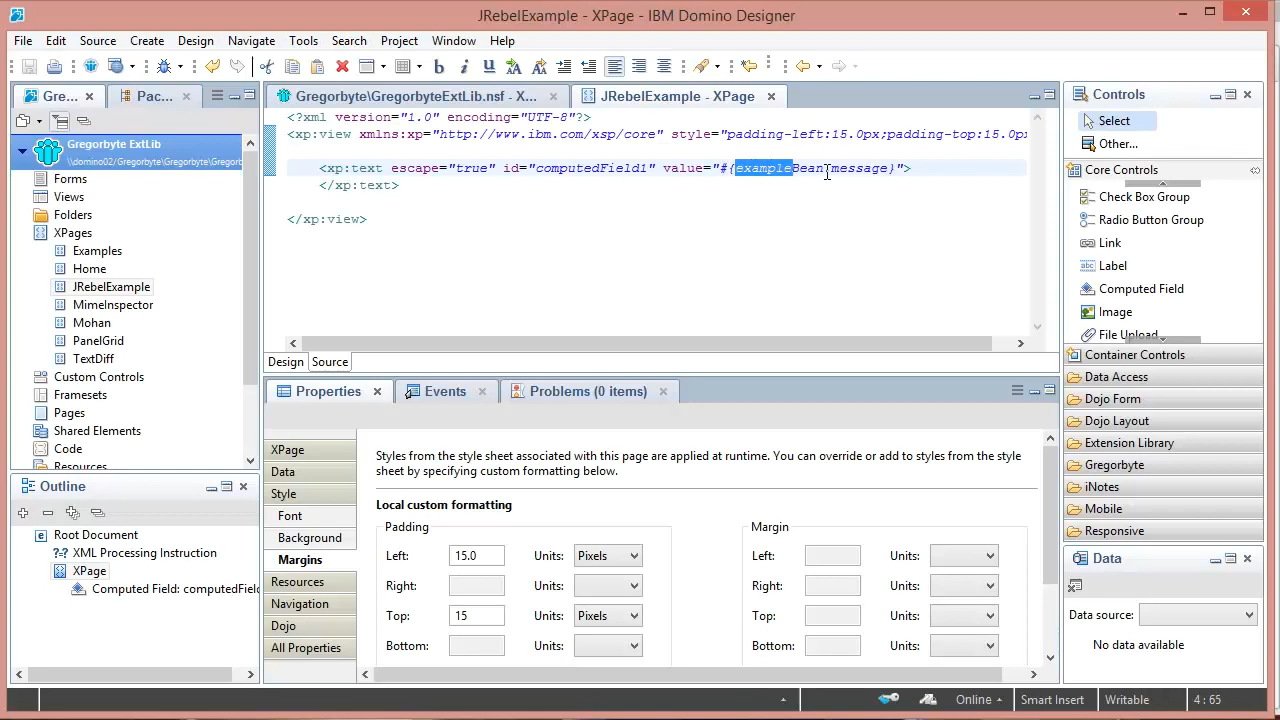 JRebelExample - XPage - IBM Domino Designer
File Edit Source Create Design Navigate Tools Search Project Window Help
Gre... Pac...
Gregorbyte ExtLib
\\domino02/Gregorbyte\Gregorbyte\Gregorbyt
Views
Folders
XPages
Examples
Home
JRebelExample
MimeInspector
Mohan
PanelGrid
TextDiff
Custom Controls
Framesets
Pages
Shared Elements
Code
Resources
Outline
Root Document
XML Processing Instruction
XPage
Computed Field: computedField
Gregorbyte\GregorbyteExtLib.nsf - X... JRebelExample - XPage
<?xml version="1.0" encoding="UTF-8"?>
<xp:view xmlns:xp="http://www.ibm.com/xsp/core" style="padding-left:15.0px;padding-top:15.0p
<xp:text escape="true" id="computedField1" value="#{exampleBean.message}">
</xp:text>
</xp:view>
Design Source
Properties Events Problems (0 items)
XPage
Data
Style
Font
Background
Margins
Resources
Navigation
Dojo
All Properties
Styles from the style sheet associated with this page are applied at runtime. You can override or add to styles from the style
sheet by specifying custom formatting below.
Local custom formatting
Padding
Left: 15.0 Units: Pixels
Right: Units:
Top: 15 Units: Pixels
Bottom: Units:
Margin
Left: Units:
Right: Units:
Top: Units:
Bottom: Units:
Controls
Select
Other...
Core Controls
Check Box Group
Radio Button Group
Link
Label
Computed Field
Image
File Upload
Container Controls
Data Access
Dojo Form
Dojo Layout
Extension Library
Gregorbyte
iNotes
Mobile
Responsive
Data
Data source:
No data available
Online Smart Insert Writable 4 : 65